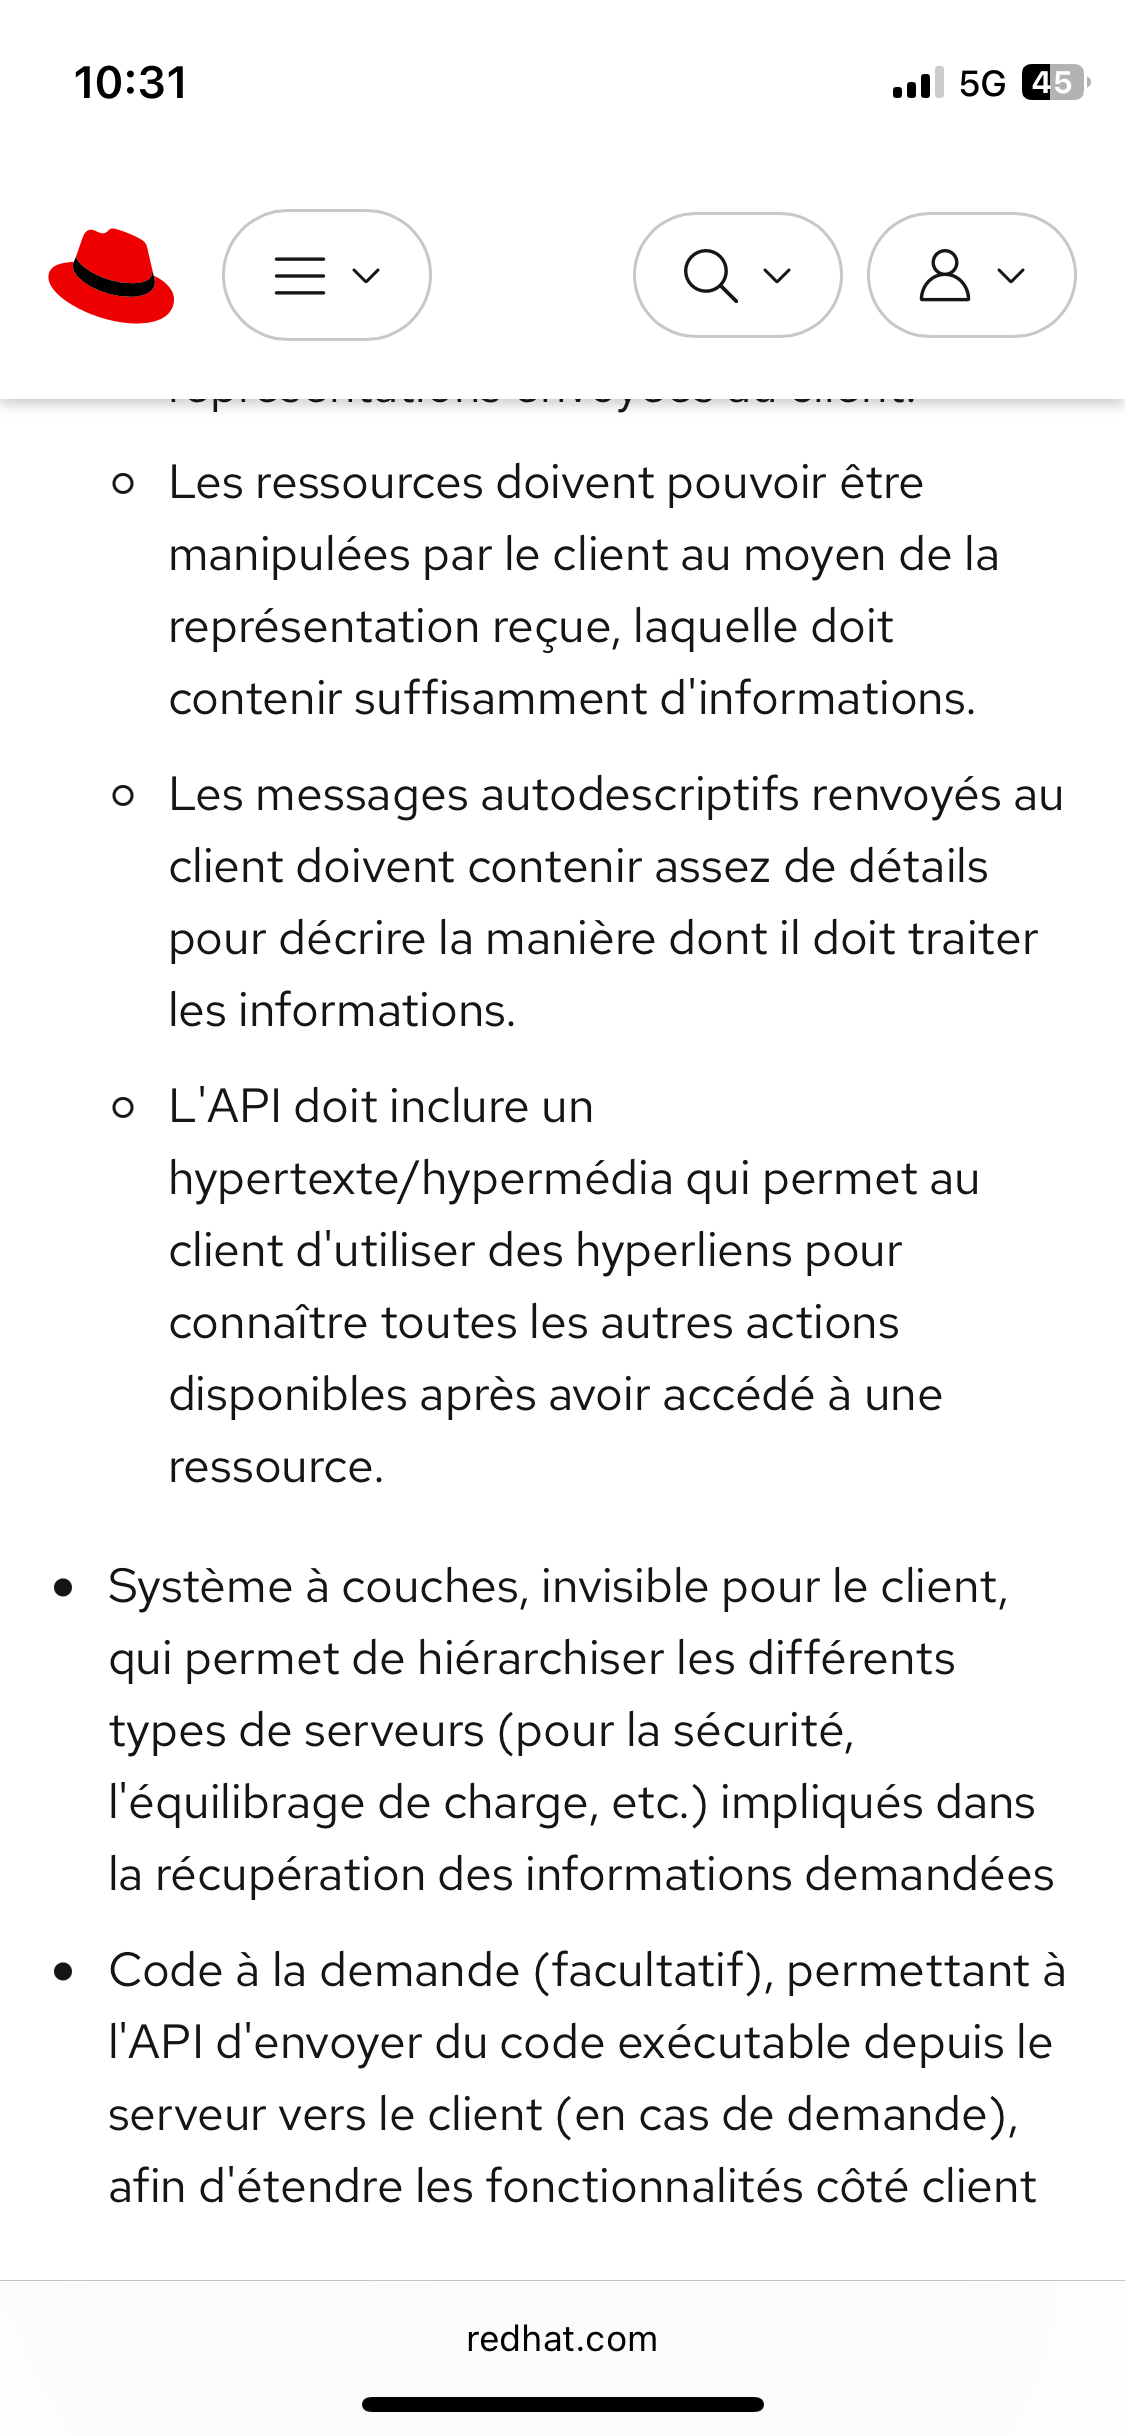 10:31
5G 45
Les ressources doivent pouvoir être
manipulées par le client au moyen de la
représentation reçue, laquelle doit
contenir suffisamment d'informations.
Les messages autodescriptifs renvoyés au
client doivent contenir assez de détails
pour décrire la manière dont il doit traiter
les informations.
L'API doit inclure un
hypertexte/hypermédia qui permet au
client d'utiliser des hyperliens pour
connaître toutes les autres actions
disponibles après avoir accédé à une
ressource.
Système à couches, invisible pour le client,
qui permet de hiérarchiser les différents
types de serveurs (pour la sécurité,
l'équilibrage de charge, etc.) impliqués dans
la récupération des informations demandées
Code à la demande (facultatif), permettant à
l'API d'envoyer du code exécutable depuis le
serveur vers le client (en cas de demande),
afin d'étendre les fonctionnalités côté client
redhat.com